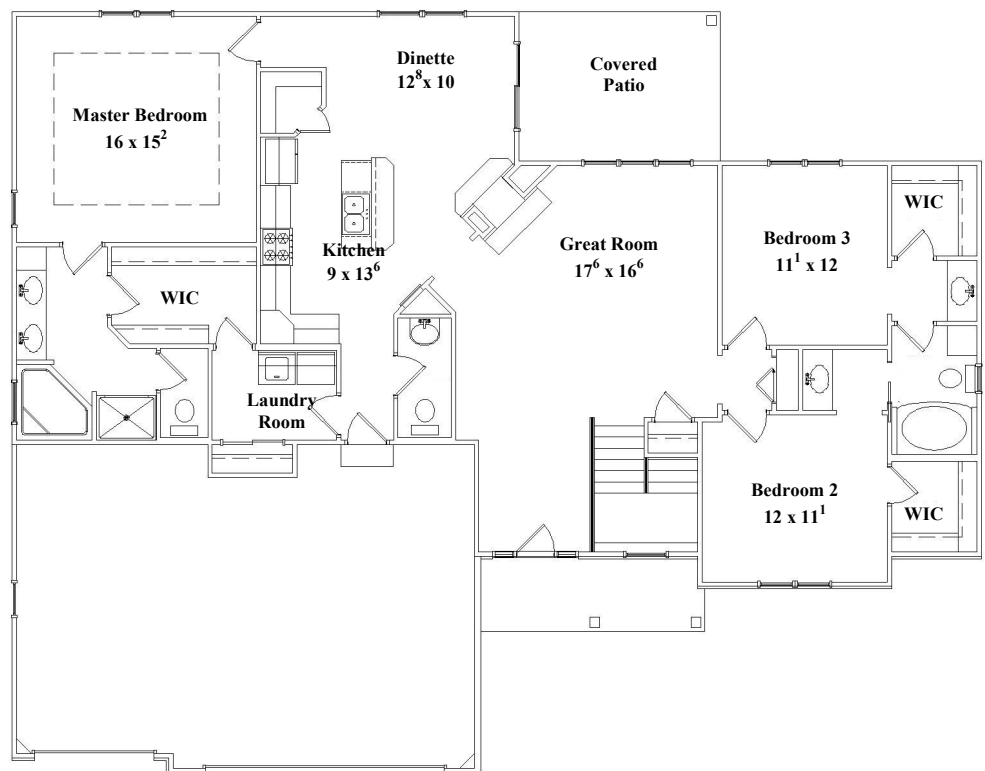 Dinette
12⁸x 10
Covered
Patio
Master Bedroom
16 x 15²
WIC
Kitchen
9 x 13⁶
Great Room
17⁶ x 16⁶
Bedroom 3
11¹ x 12
WIC
Laundry
Room
Bedroom 2
12 x 11¹
WIC